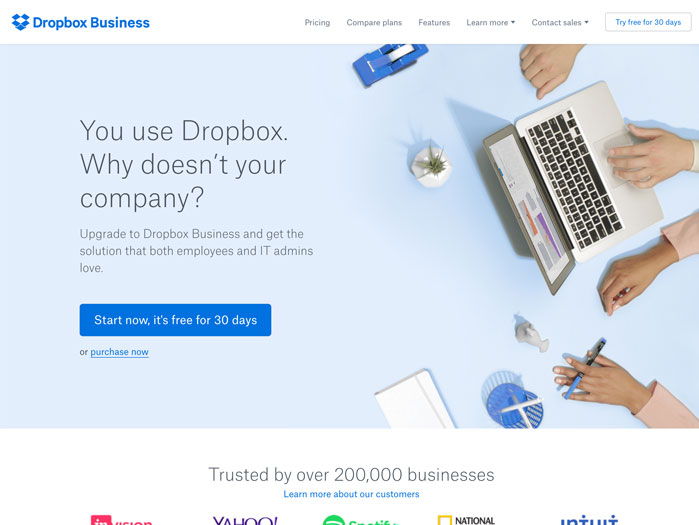 Dropbox Business
Pricing Compare plans Features Learn more Contact sales Try free for 30 days
You use Dropbox.
Why doesn’t your
company?
Upgrade to Dropbox Business and get the
solution that both employees and IT admins
love.
Start now, it's free for 30 days
or purchase now
Trusted by over 200,000 businesses
Learn more about our customers
invision YAHOO! Spotify NATIONAL intuit